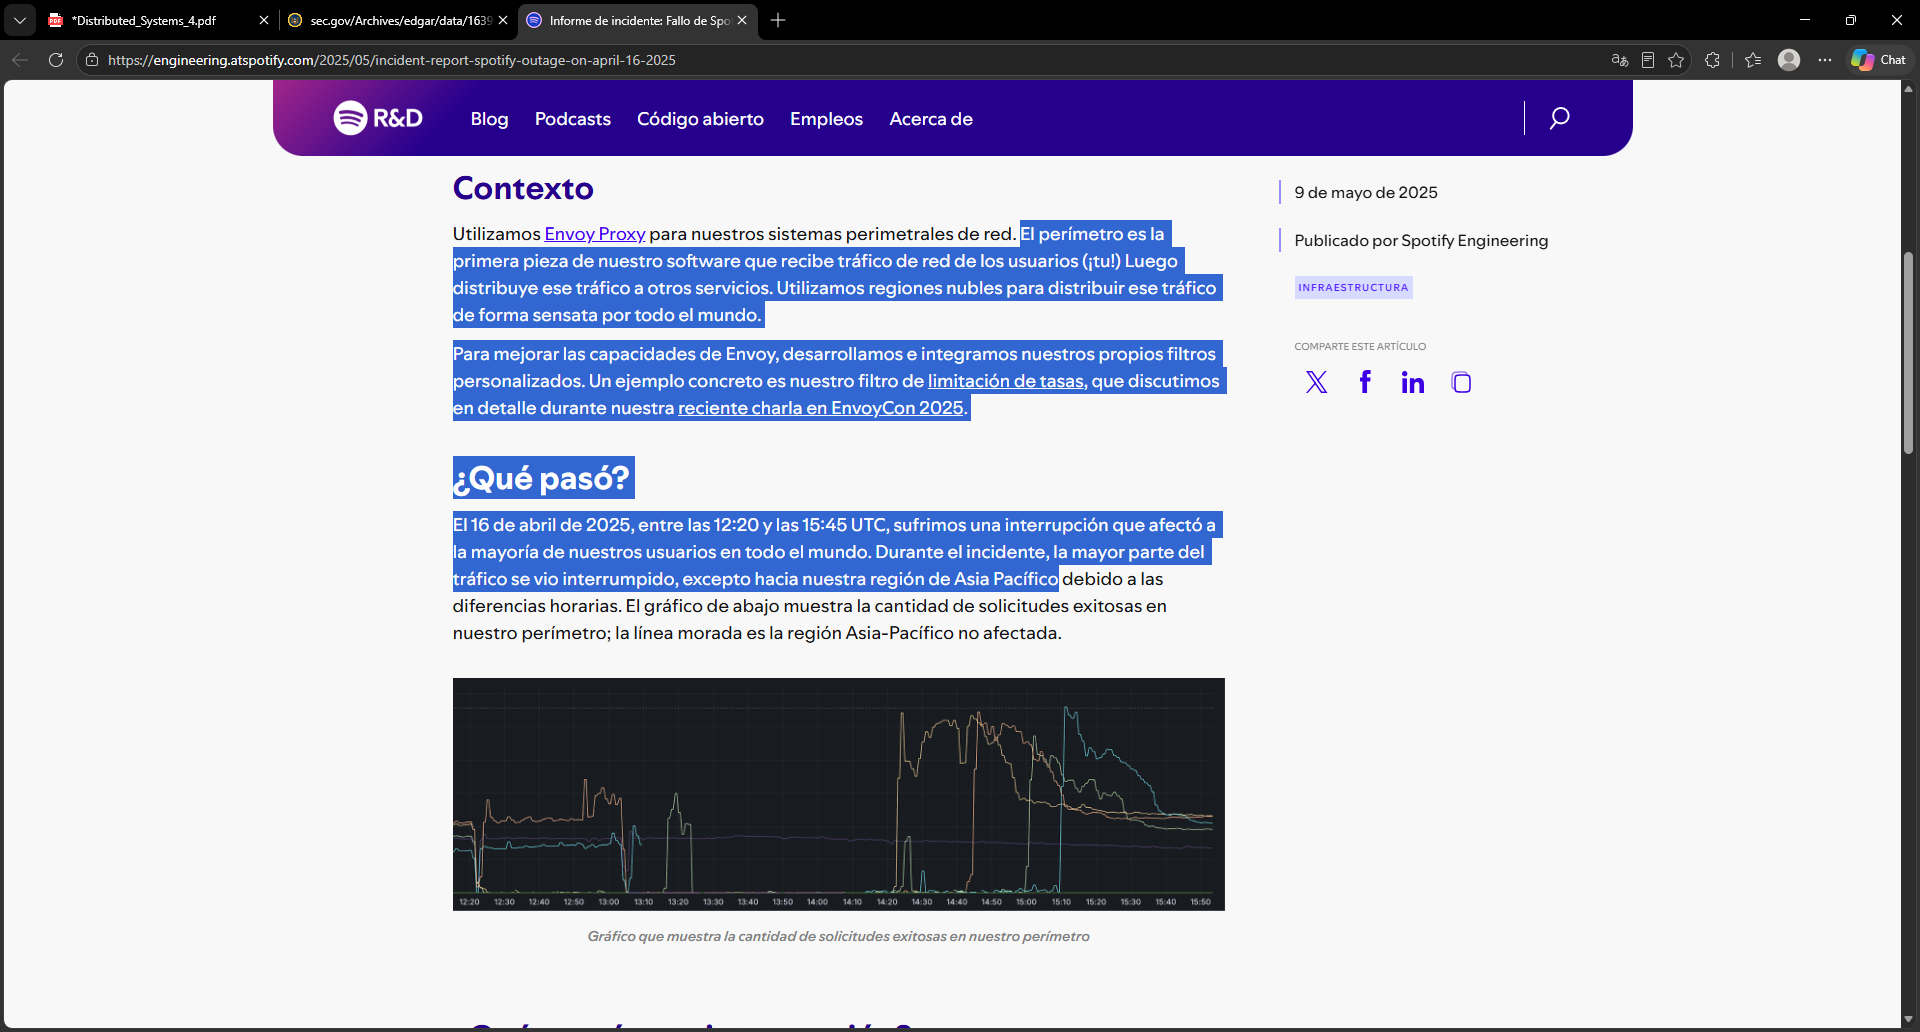 *Distributed_Systems_4.pdf
sec.gov/Archives/edgar/data/1639
Informe de incidente: Fallo de Spo
https://engineering.atspotify.com/2025/05/incident-report-spotify-outage-on-april-16-2025
Chat
R&D
Blog
Podcasts
Código abierto
Empleos
Acerca de
Contexto
Utilizamos Envoy Proxy para nuestros sistemas perimetrales de red. El perímetro es la
primera pieza de nuestro software que recibe tráfico de red de los usuarios (¡tu!) Luego
distribuye ese tráfico a otros servicios. Utilizamos regiones nubles para distribuir ese tráfico
de forma sensata por todo el mundo.
Para mejorar las capacidades de Envoy, desarrollamos e integramos nuestros propios filtros
personalizados. Un ejemplo concreto es nuestro filtro de limitación de tasas, que discutimos
en detalle durante nuestra reciente charla en EnvoyCon 2025.
¿Qué pasó?
El 16 de abril de 2025, entre las 12:20 y las 15:45 UTC, sufrimos una interrupción que afectó a
la mayoría de nuestros usuarios en todo el mundo. Durante el incidente, la mayor parte del
tráfico se vio interrumpido, excepto hacia nuestra región de Asia Pacífico debido a las
diferencias horarias. El gráfico de abajo muestra la cantidad de solicitudes exitosas en
nuestro perímetro; la línea morada es la región Asia-Pacífico no afectada.
12:20 12:30 12:40 12:50 13:00 13:10 13:20 13:30 13:40 13:50 14:00 14:10 14:20 14:30 14:40 14:50 15:00 15:10 15:20 15:30 15:40 15:50
Gráfico que muestra la cantidad de solicitudes exitosas en nuestro perímetro
9 de mayo de 2025
Publicado por Spotify Engineering
INFRAESTRUCTURA
COMPARTE ESTE ARTÍCULO